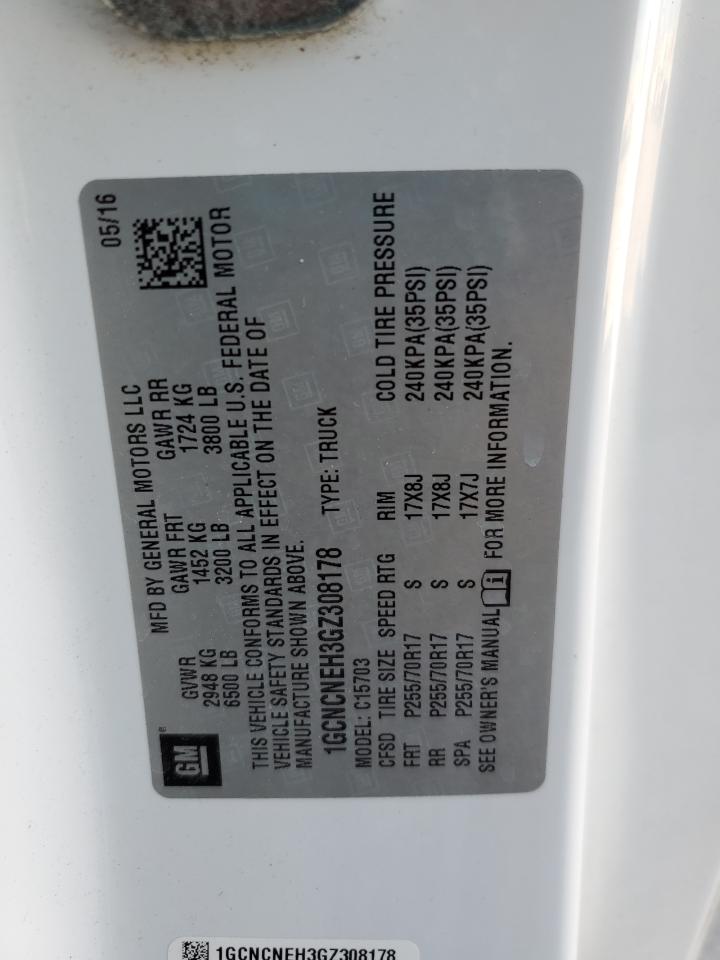 MFD BY GENERAL MOTORS LLC 05/16
GVWR GAWR FRT GAWR RR
2948 KG 1452 KG 1724 KG
6500 LB 3200 LB 3800 LB
GM®
THIS VEHICLE CONFORMS TO ALL APPLICABLE U.S. FEDERAL MOTOR
VEHICLE SAFETY STANDARDS IN EFFECT ON THE DATE OF
MANUFACTURE SHOWN ABOVE.
1GCNCNEH3GZ308178 TYPE: TRUCK
MODEL: C15703
CFSD TIRE SIZE SPEED RTG RIM COLD TIRE PRESSURE
FRT P255/70R17 S 17X8J 240KPA(35PSI)
RR P255/70R17 S 17X8J 240KPA(35PSI)
SPA P255/70R17 S 17X7J 240KPA(35PSI)
SEE OWNER'S MANUAL FOR MORE INFORMATION.
1GCNCNEH3GZ308178